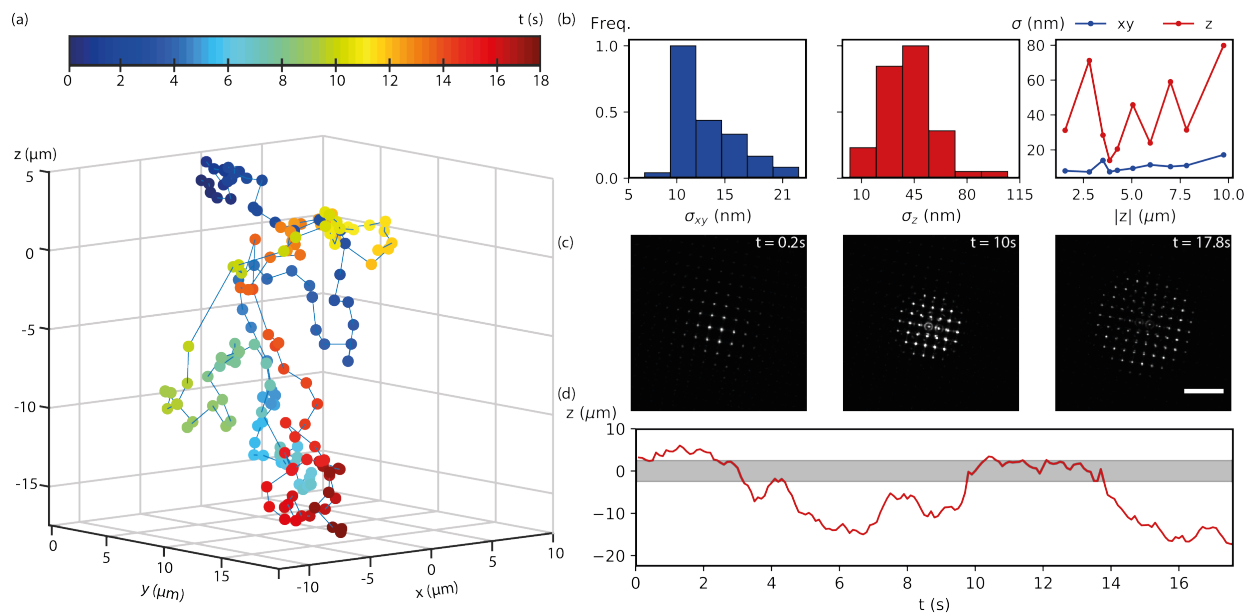 (a)
t (s)
0 2 4 6 8 10 12 14 16 18
z (µm)
5
0
-5
-10
-15
0
5
10
15
y (µm)
-10
-5
0
5
10
x (µm)
(b)
Freq.
1.0
0.5
0.0
5 10 15 21
σxy (nm)
10 45 80 115
σz (nm)
σ (nm) xy z
80
60
40
20
2.5 5.0 7.5 10.0
|z| (µm)
(c)
t = 0.2s
t = 10s
t = 17.8s
(d)
z (µm)
10
0
−10
−20
0 2 4 6 8 10 12 14 16
t (s)